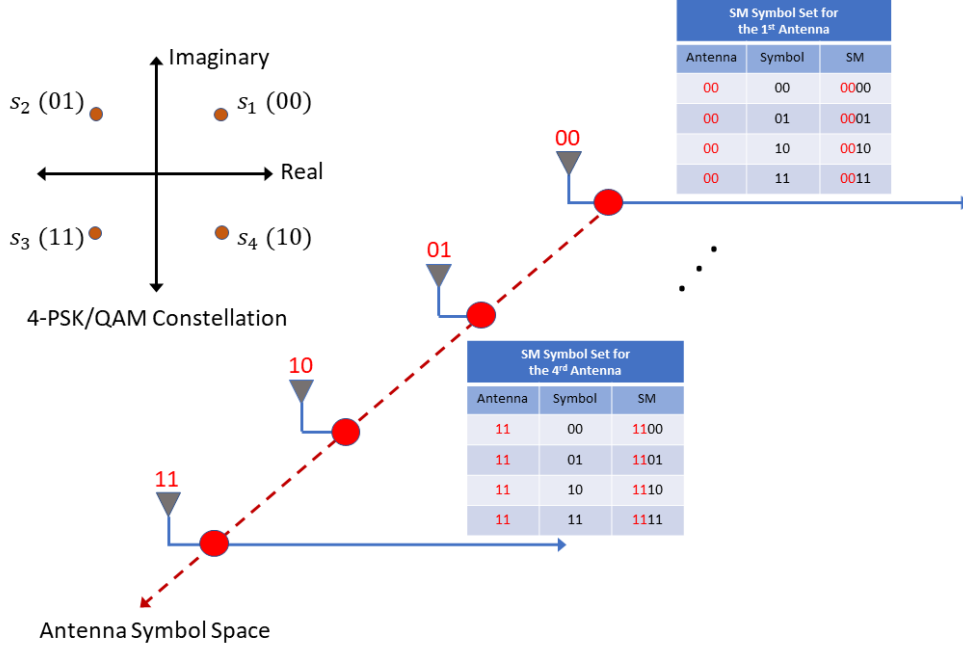 Imaginary
s₂ (01)
s₁ (00)
Real
s₃ (11)
s₄ (10)
4-PSK/QAM Constellation
SM Symbol Set for
the 1st Antenna
Antenna Symbol SM
00 00 0000
00 01 0001
00 10 0010
00 11 0011
00
01
10
11
SM Symbol Set for
the 4rd Antenna
Antenna Symbol SM
11 00 1100
11 01 1101
11 10 1110
11 11 1111
Antenna Symbol Space